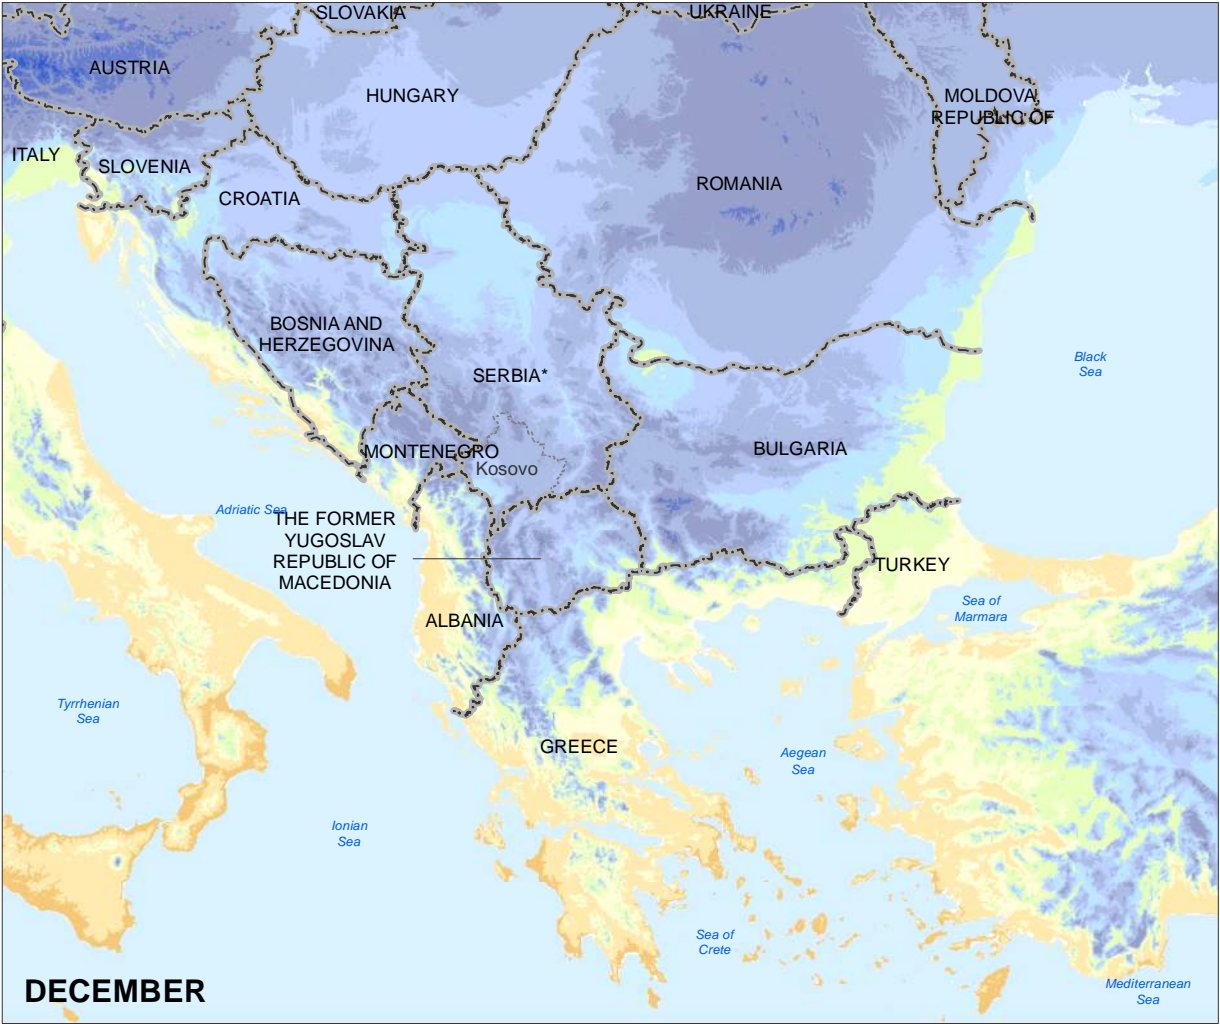 SLOVAKIA
UKRAINE
AUSTRIA
HUNGARY
MOLDOVA,
REPUBLIC OF
ITALY
SLOVENIA
ROMANIA
CROATIA
BOSNIA AND
HERZEGOVINA
Black
Sea
SERBIA*
MONTENEGRO
BULGARIA
Kosovo
Adriatic Sea
THE FORMER
YUGOSLAV
REPUBLIC OF
MACEDONIA
TURKEY
Sea of
Marmara
ALBANIA
Tyrrhenian
Sea
GREECE
Aegean
Sea
Ionian
Sea
Sea of
Crete
DECEMBER
Mediterranean
Sea